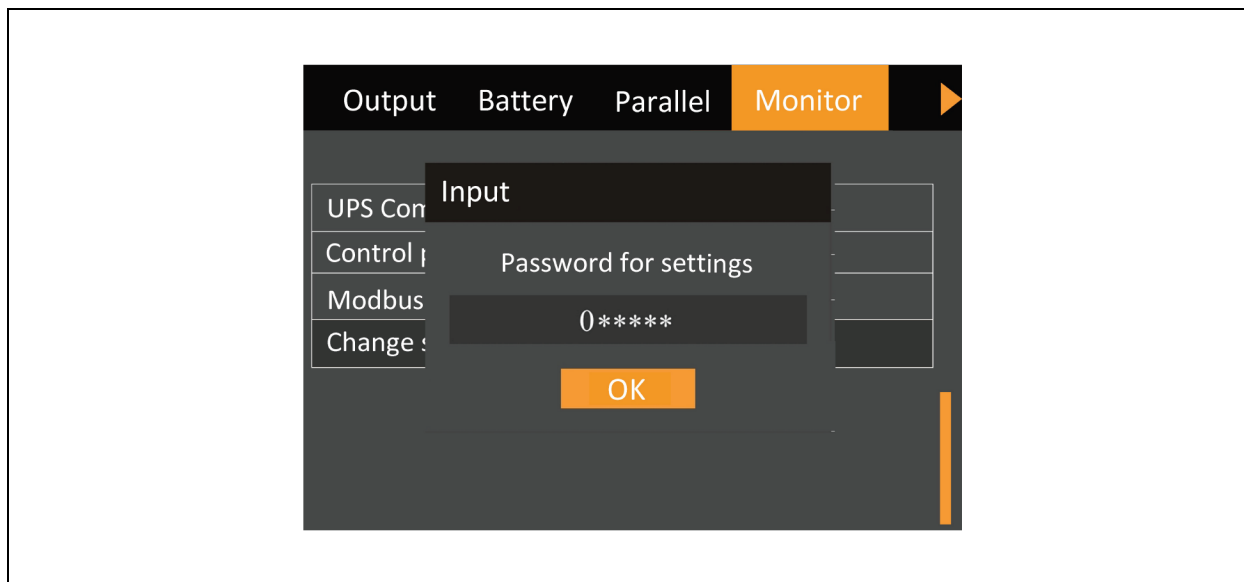 Output Battery Parallel Monitor
Input
UPS Com
Control p
Password for settings
Modbus
0*****
Change s
OK